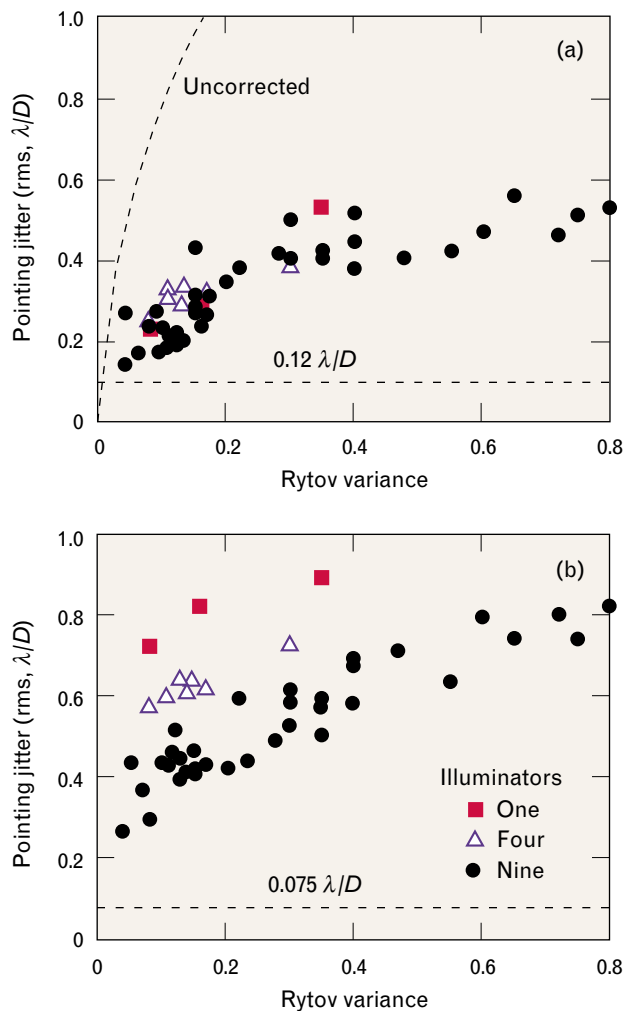 1.0
(a)
Uncorrected
0.8
0.6
0.4
0.2
0.12 λ/D
0
0
0.2
0.4
0.6
0.8
Pointing jitter (rms, λ/D)
Rytov variance
1.0
(b)
0.8
0.6
0.4
0.2
0
Illuminators
One
Four
Nine
0.075 λ/D
0
0.2
0.4
0.6
0.8
Pointing jitter (rms, λ/D)
Rytov variance